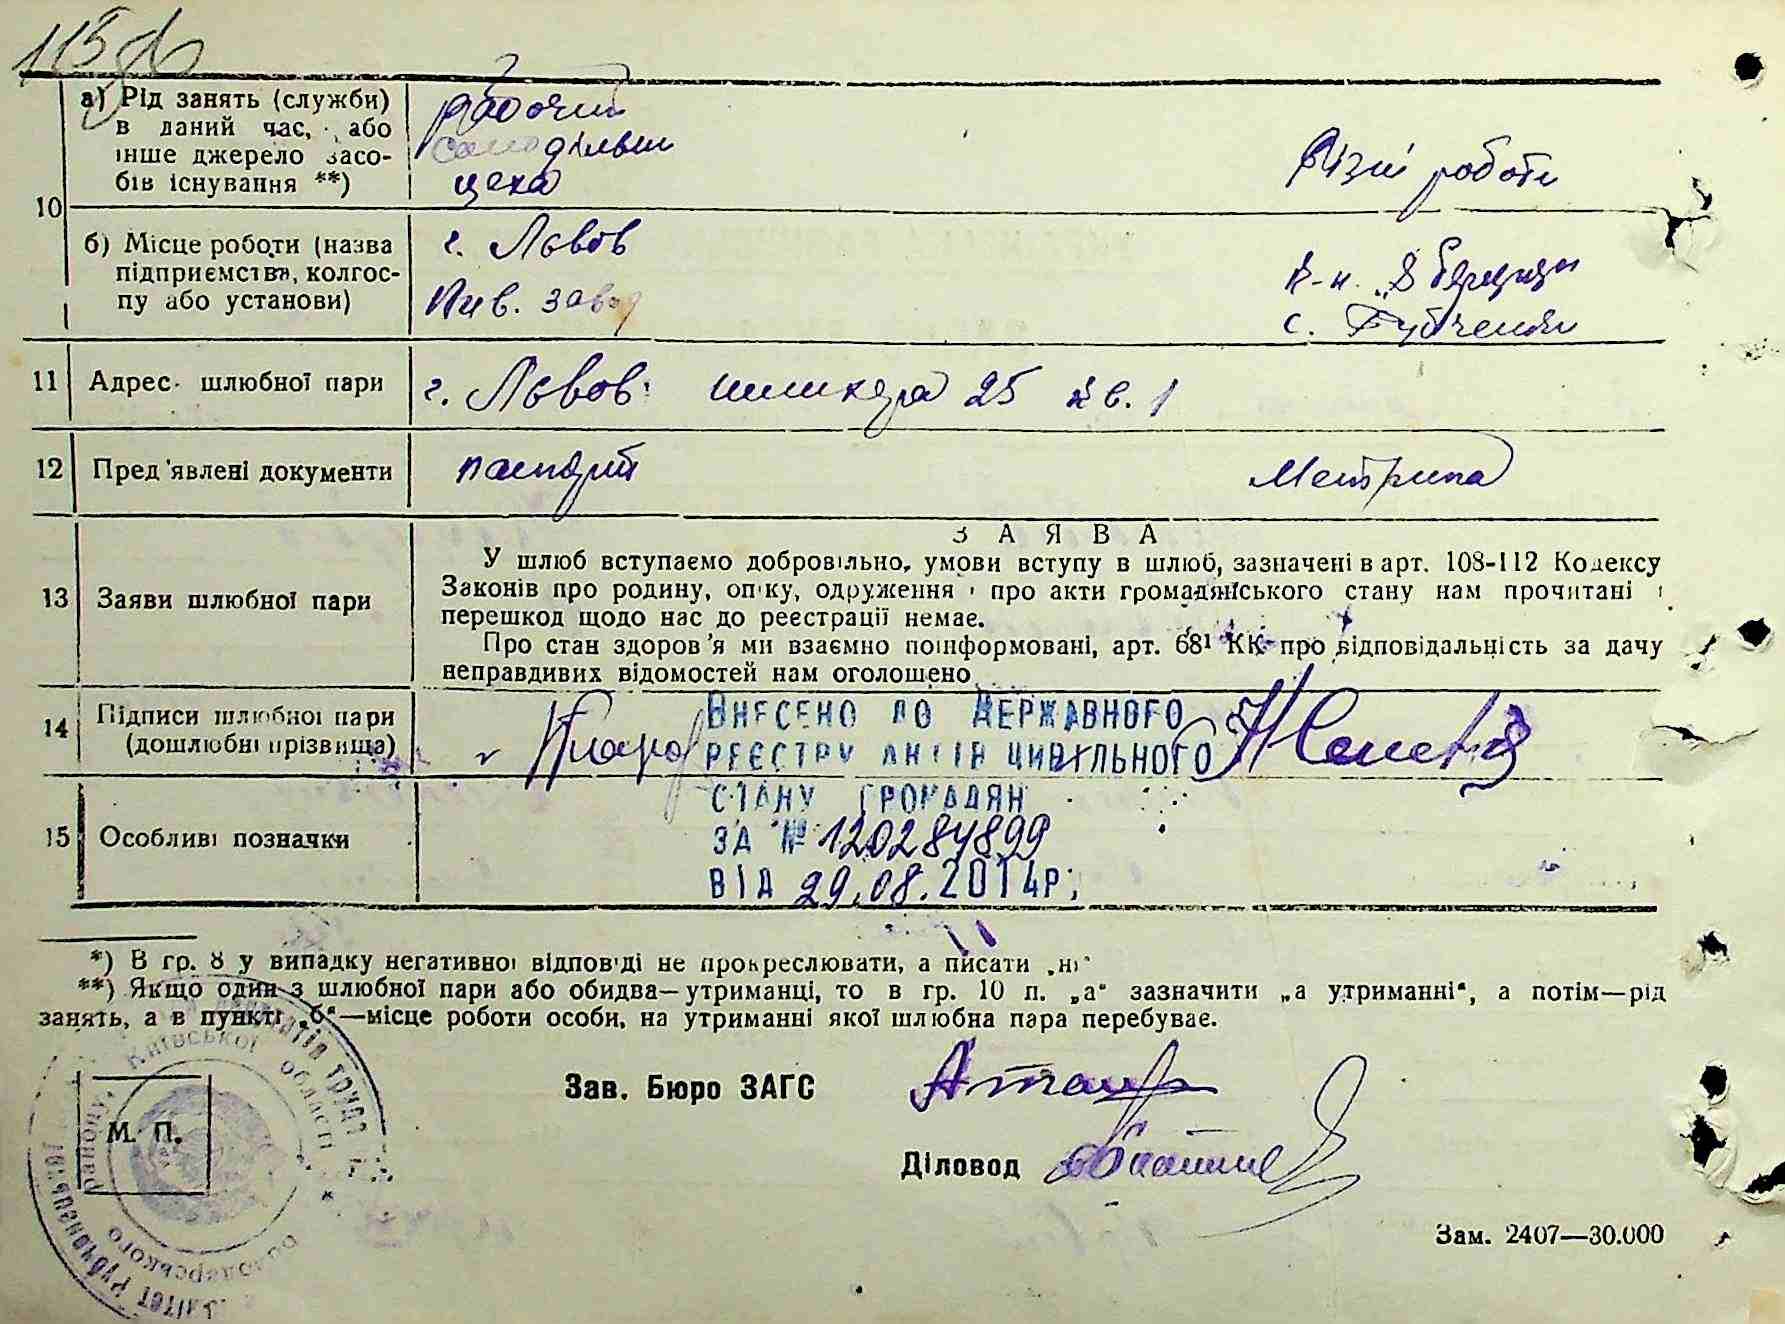 10
а) Рід занять (служби)
в даний час, або
інше джерело засо-
бів існування **)
рабочий
цеха
Різні роботи
б) Місце роботи (назва
підприємства, колгос-
пу або установи)
г. Львов
Пив. завод
к-н.
с.
11
Адрес шлюбної пари
г. Львов 25 кв. 1
12
Пред'явлені документи
паспорт
Метрика
13
Заяви шлюбної пари
ЗАЯВА
У шлюб вступаємо добровільно, умови вступу в шлюб, зазначені в арт. 108-112 Кодексу
Законів про родину, опіку, одруження і про акти громадянського стану нам прочитані і
перешкод щодо нас до реєстрації немає.
Про стан здоров'я ми взаємно поінформовані, арт. 68¹ КК про відповідальність за дачу
неправдивих відомостей нам оголошено
14
Підписи шлюбної пари
(дошлюбні прізвища)
ВНЕСЕНО ДО ДЕРЖАВНОГО
РЕЄСТРУ АКТІВ ЦИВІЛЬНОГО
СТАНУ ГРОМАДЯН
ЗА № 120284899
ВІД 29.08.2014р;
15
Особливі позначки
*) В гр. 8 у випадку негативної відповіді не прокреслювати, а писати „ні“
**) Якщо один з шлюбної пари або обидва—утриманці, то в гр. 10 п. „а“ зазначити „а утриманні“, а потім—рід
занять, а в пункті „б“—місце роботи особи, на утриманні якої шлюбна пара перебуває.
Зав. Бюро ЗАГС
М. П.
Київської області
Діловод
Зам. 2407—30.000